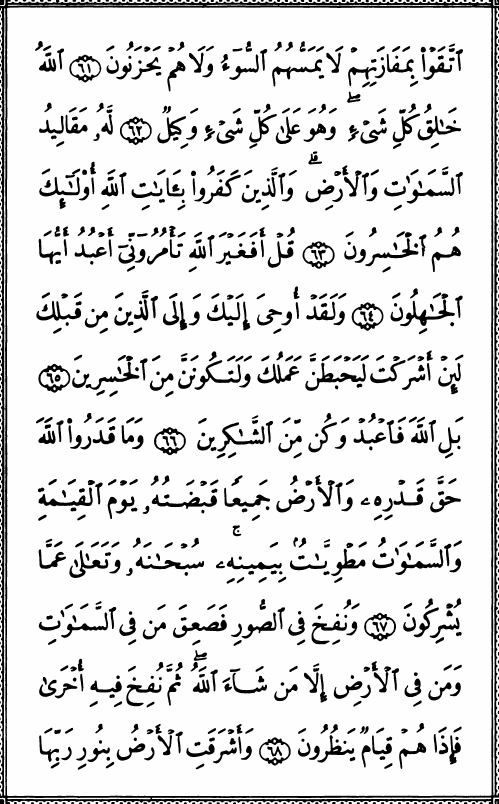 ٱتَّقَوْا۟ بِمَفَازَتِهِمْ لَا يَمَسُّهُمُ ٱلسُّوٓءُ وَلَا هُمْ يَحْزَنُونَ ٦١ ٱللَّهُ
خَـٰلِقُ كُلِّ شَىْءٍۢ ۖ وَهُوَ عَلَىٰ كُلِّ شَىْءٍۢ وَكِيلٌۭ ٦٢ لَّهُۥ مَقَالِيدُ
ٱلسَّمَـٰوَٰتِ وَٱلْأَرْضِ ۗ وَٱلَّذِينَ كَفَرُوا۟ بِـَٔايَـٰتِ ٱللَّهِ أُو۟لَـٰٓئِكَ
هُمُ ٱلْخَـٰسِرُونَ ٦٣ قُلْ أَفَغَيْرَ ٱللَّهِ تَأْمُرُوٓنِّىٓ أَعْبُدُ أَيُّهَا
ٱلْجَـٰهِلُونَ ٦٤ وَلَقَدْ أُوحِىَ إِلَيْكَ وَإِلَى ٱلَّذِينَ مِن قَبْلِكَ
لَئِنْ أَشْرَكْتَ لَيَحْبَطَنَّ عَمَلُكَ وَلَتَكُونَنَّ مِنَ ٱلْخَـٰسِرِينَ ٦٥
بَلِ ٱللَّهَ فَٱعْبُدْ وَكُن مِّنَ ٱلشَّـٰكِرِينَ ٦٦ وَمَا قَدَرُوا۟ ٱللَّهَ
حَقَّ قَدْرِهِۦ وَٱلْأَرْضُ جَمِيعًۭا قَبْضَتُهُۥ يَوْمَ ٱلْقِيَـٰمَةِ
وَٱلسَّمَـٰوَٰتُ مَطْوِيَّـٰتٌۢ بِيَمِينِهِۦ ۚ سُبْحَـٰنَهُۥ وَتَعَـٰلَىٰ عَمَّا
يُشْرِكُونَ ٦٧ وَنُفِخَ فِى ٱلصُّورِ فَصَعِقَ مَن فِى ٱلسَّمَـٰوَٰتِ
وَمَن فِى ٱلْأَرْضِ إِلَّا مَن شَآءَ ٱللَّهُ ۖ ثُمَّ نُفِخَ فِيهِ أُخْرَىٰ
فَإِذَا هُمْ قِيَامٌۭ يَنظُرُونَ ٦٨ وَأَشْرَقَتِ ٱلْأَرْضُ بِنُورِ رَبِّهَا